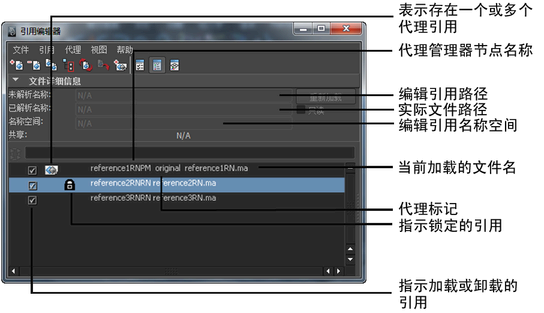 引用编辑器
文件 引用 代理 视图 帮助
文件详细信息
未解析名称: N/A
重新加载
已解析名称: N/A
共享
名称空间: N/A
共享: N/A
reference1RNPM original reference1RN.ma
reference2RNRN reference2RN.ma
reference3RNRN reference3RN.ma
表示存在一个或多个
代理引用
代理管理器节点名称
编辑引用路径
实际文件路径
编辑引用名称空间
当前加载的文件名
代理标记
指示锁定的引用
指示加载或卸载的
引用